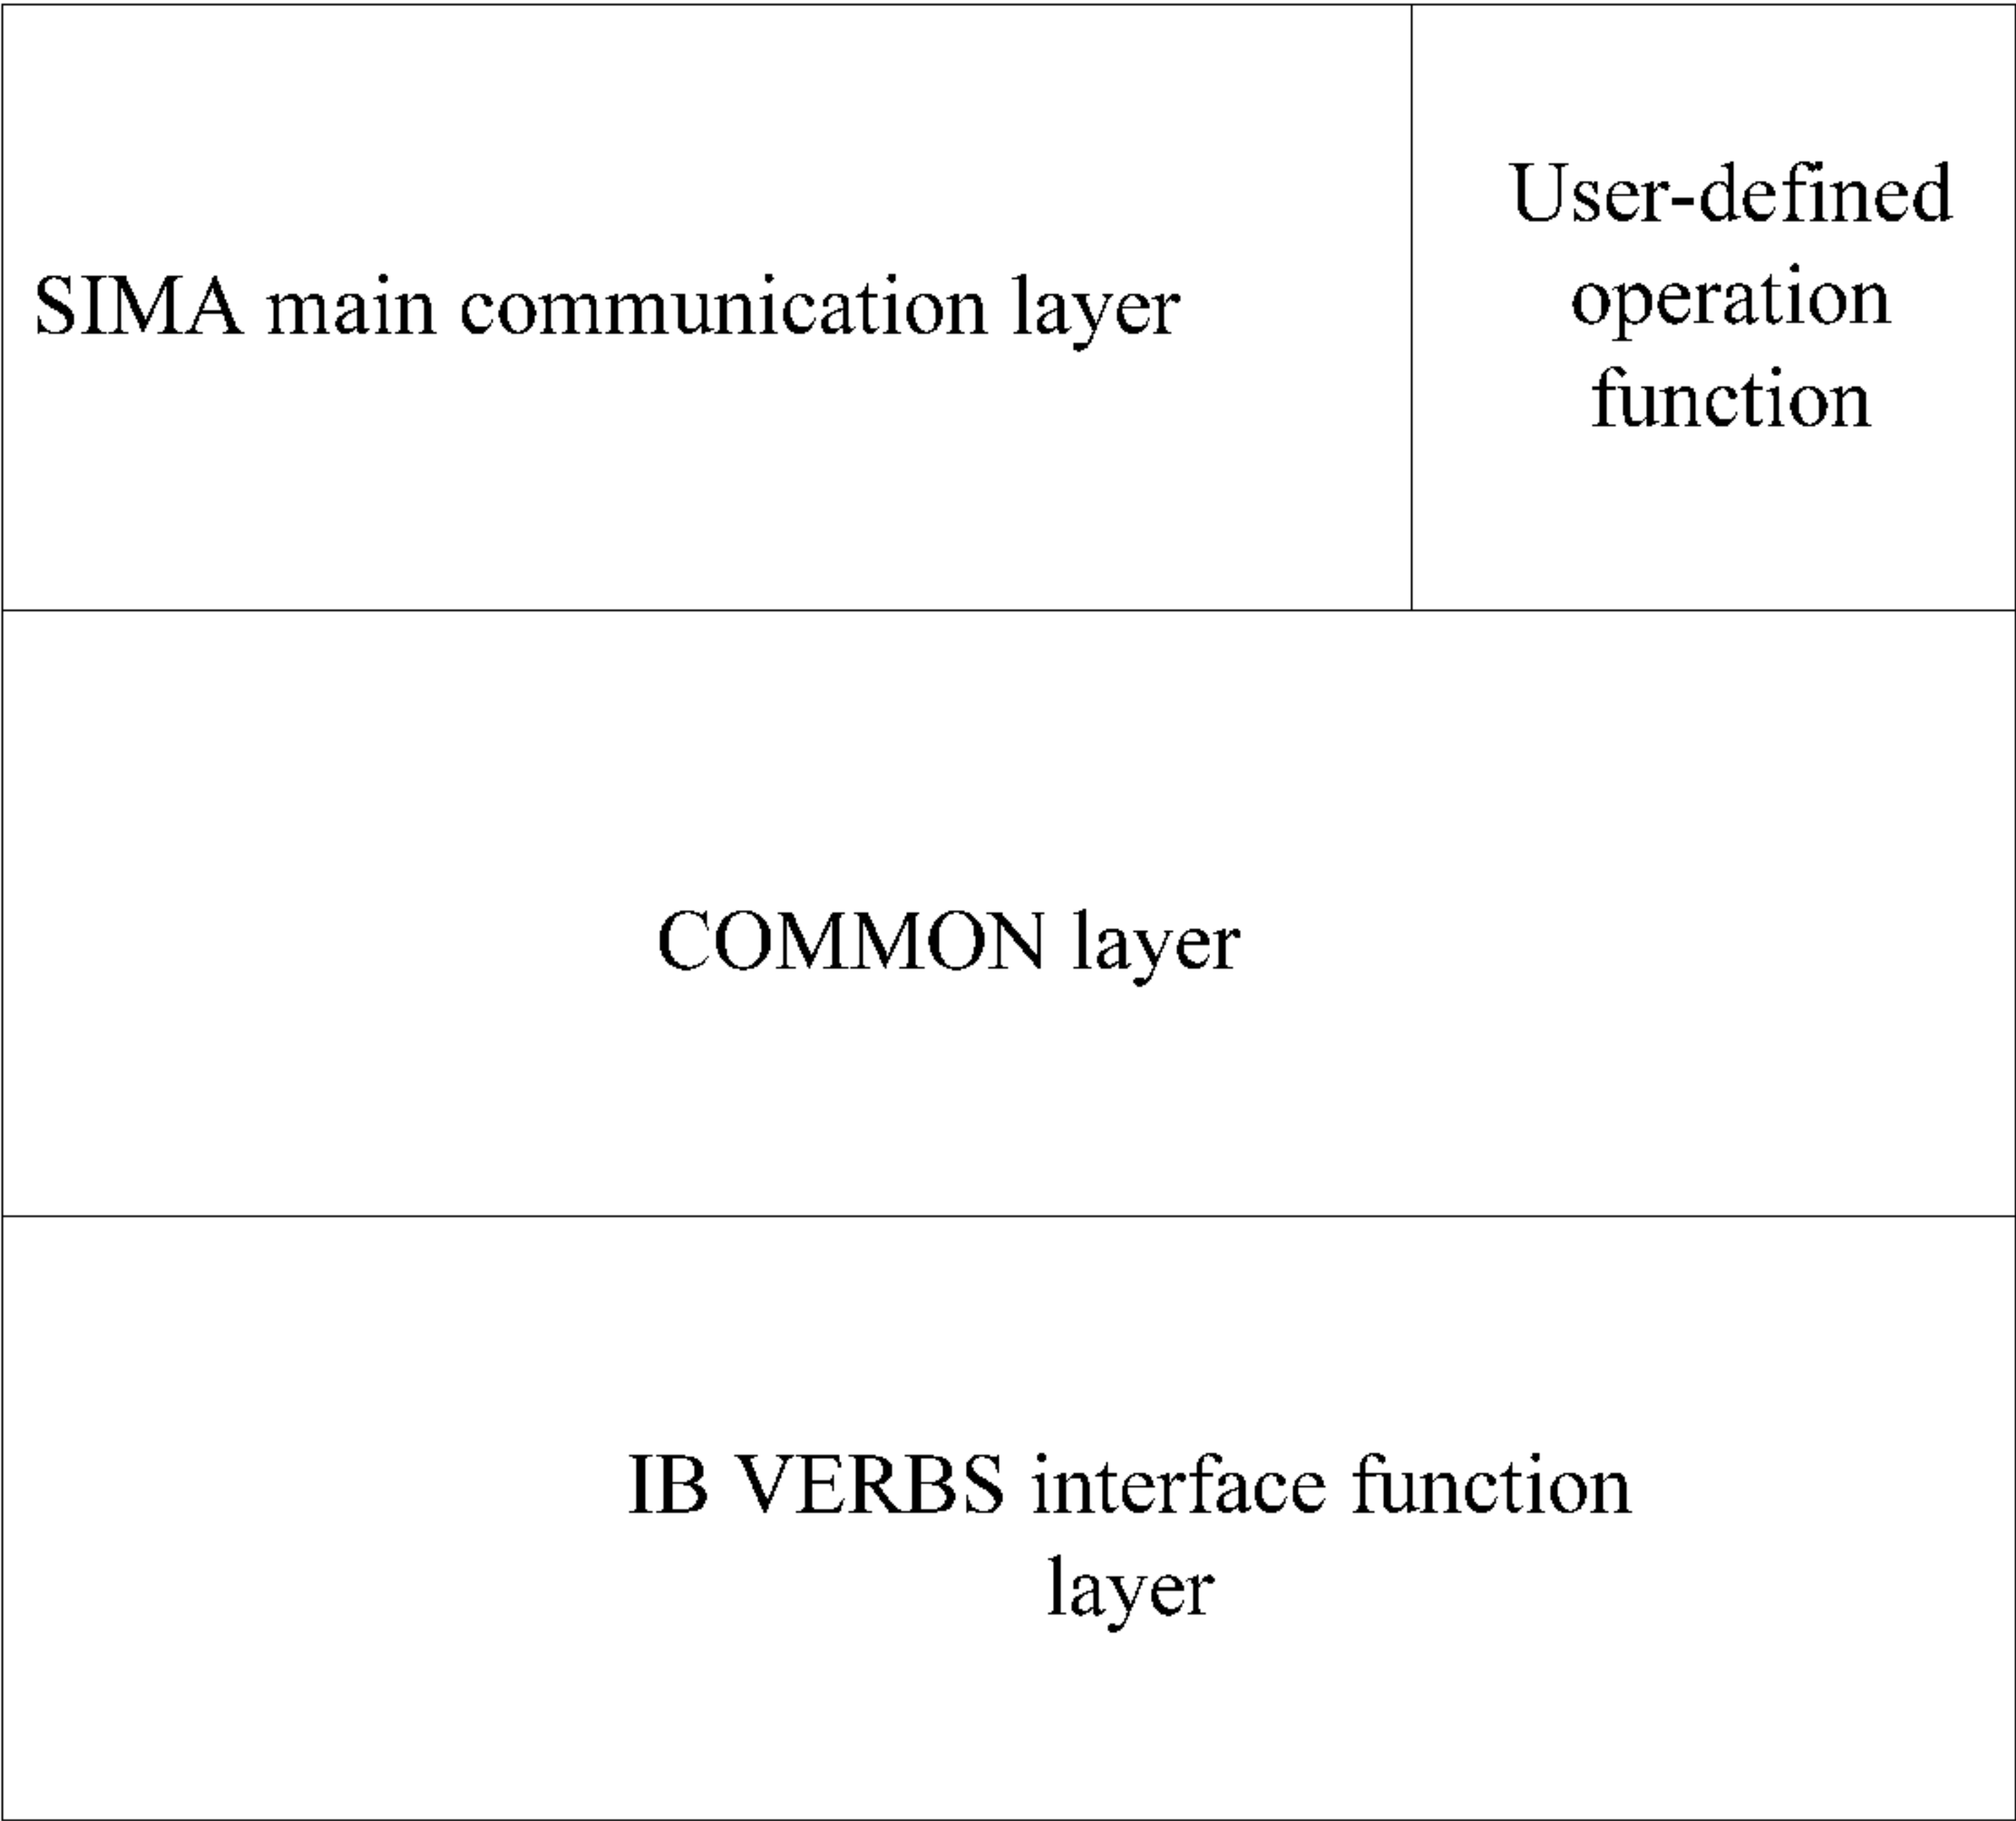 SIMA main communication layer
User-defined
operation
function
COMMON layer
IB VERBS interface function
layer